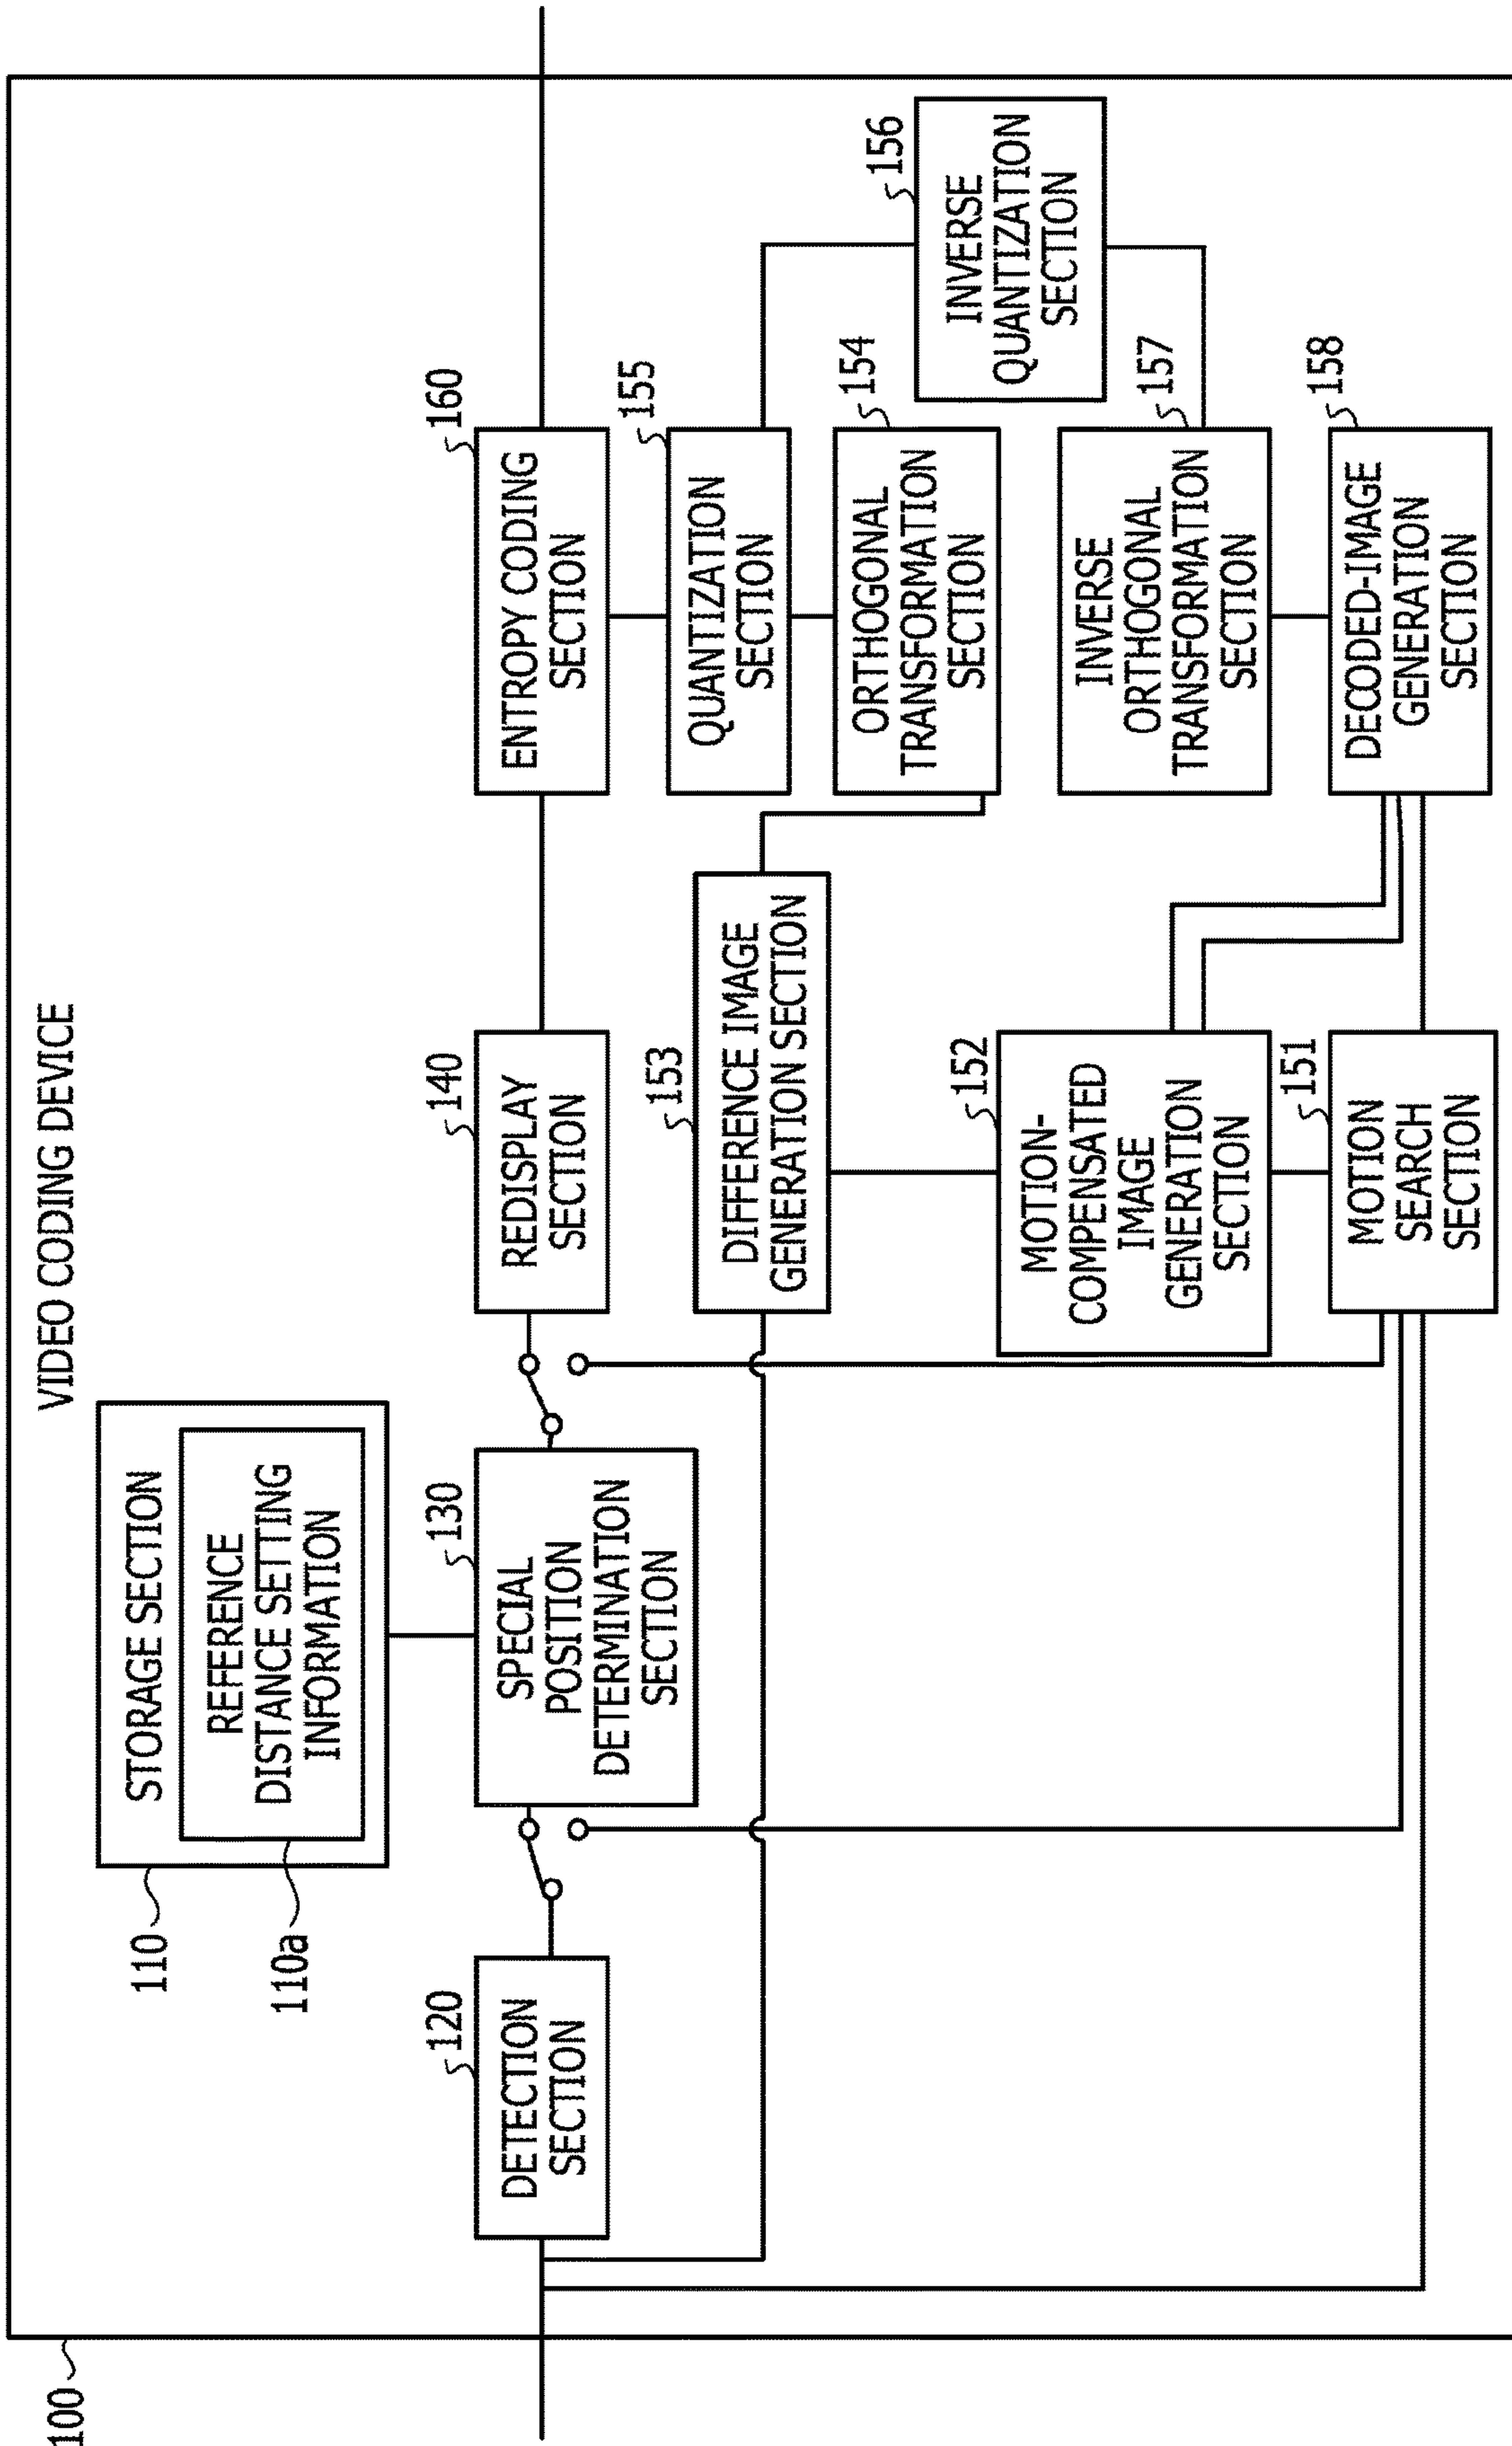 VIDEO CODING DEVICE
100
STORAGE SECTION
110
REFERENCE
DISTANCE SETTING
INFORMATION
110a
120
DETECTION
SECTION
130
SPECIAL
POSITION
DETERMINATION
SECTION
140
REDISPLAY
SECTION
160
ENTROPY CODING
SECTION
153
DIFFERENCE IMAGE
GENERATION SECTION
155
QUANTIZATION
SECTION
154
ORTHOGONAL
TRANSFORMATION
SECTION
156
INVERSE
QUANTIZATION
SECTION
152
MOTION-
COMPENSATED
IMAGE
GENERATION
SECTION
157
INVERSE
ORTHOGONAL
TRANSFORMATION
SECTION
151
MOTION
SEARCH
SECTION
158
DECODED-IMAGE
GENERATION
SECTION